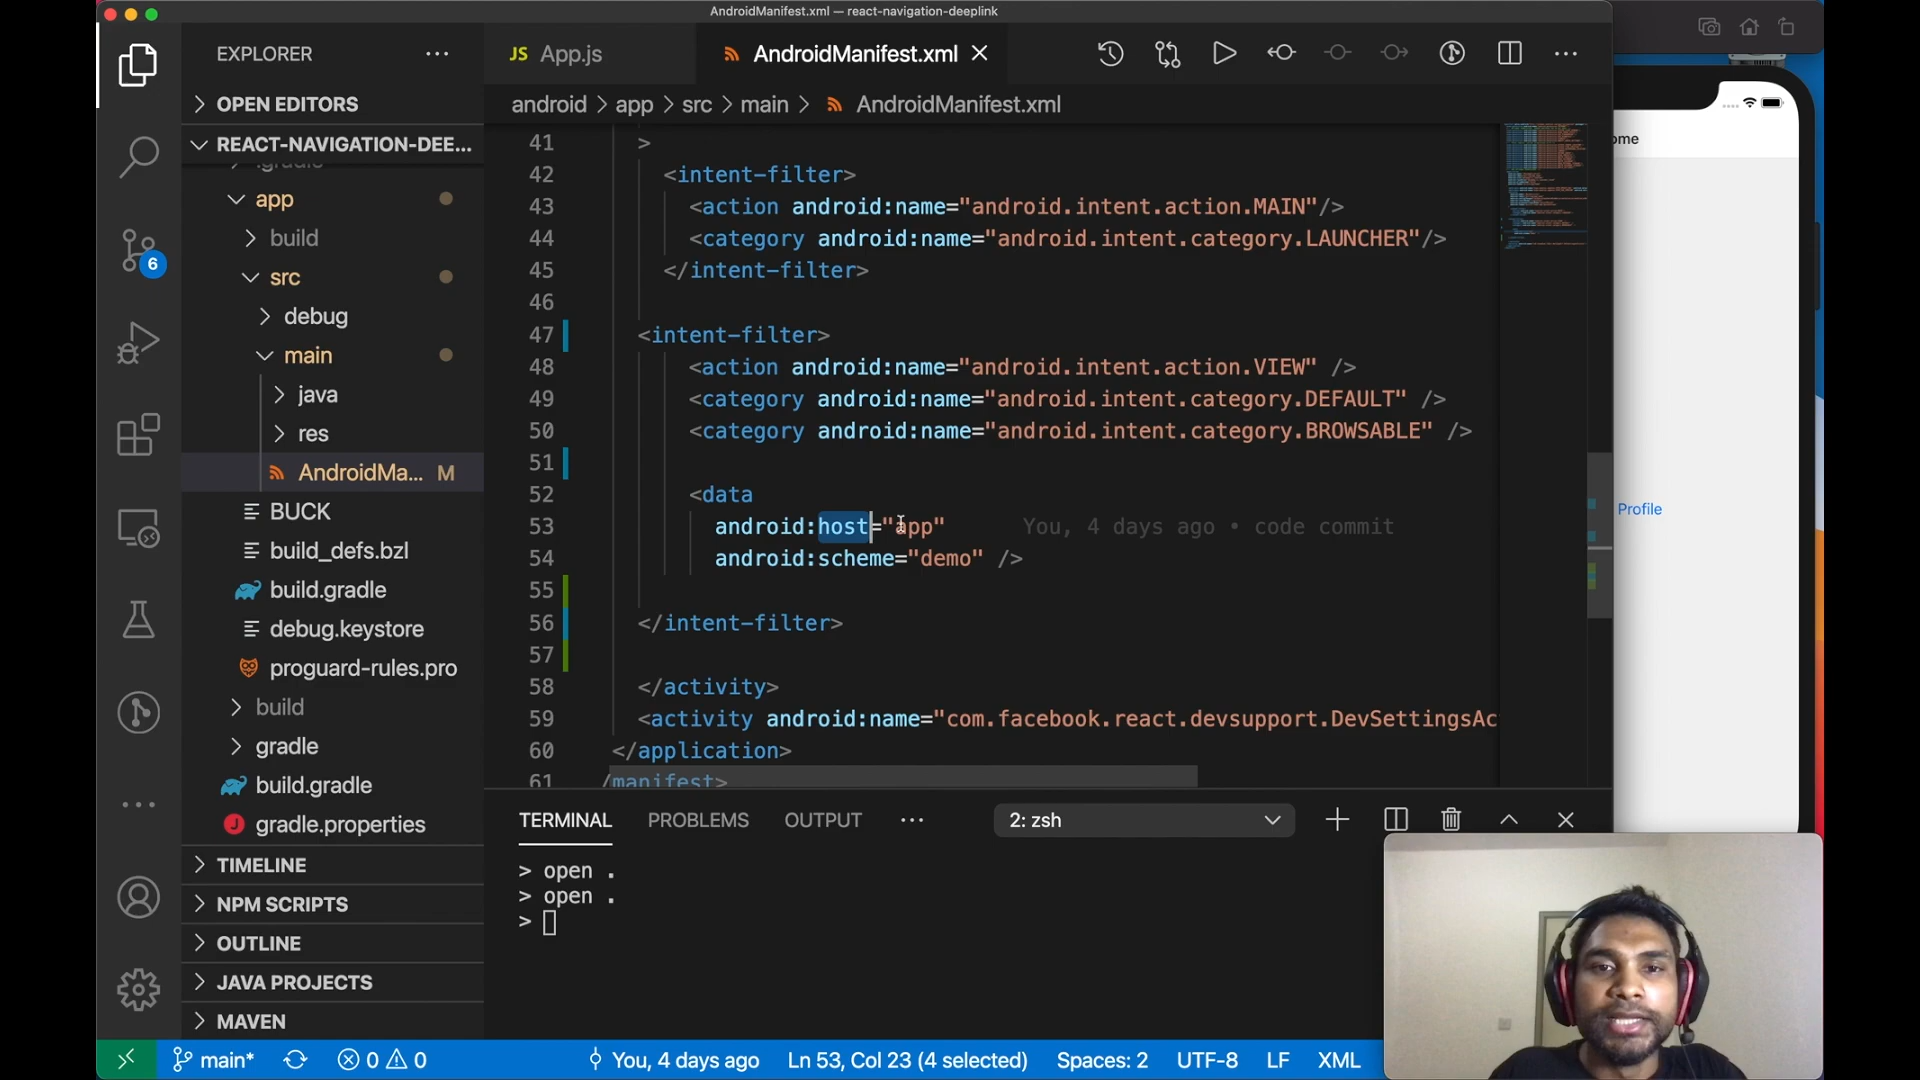 AndroidManifest.xml — react-navigation-deeplink
EXPLORER
JS App.js
AndroidManifest.xml
OPEN EDITORS
android > app > src > main > AndroidManifest.xml
REACT-NAVIGATION-DEE...
.gradle
app
build
src
debug
main
java
res
AndroidMa... M
BUCK
build_defs.bzl
build.gradle
debug.keystore
proguard-rules.pro
build
gradle
build.gradle
gradle.properties
TIMELINE
NPM SCRIPTS
OUTLINE
JAVA PROJECTS
MAVEN
6
41 >
42 <intent-filter>
43 <action android:name="android.intent.action.MAIN"/>
44 <category android:name="android.intent.category.LAUNCHER"/>
45 </intent-filter>
46
47 <intent-filter>
48 <action android:name="android.intent.action.VIEW" />
49 <category android:name="android.intent.category.DEFAULT" />
50 <category android:name="android.intent.category.BROWSABLE" />
51
52 <data
53 android:host="app" You, 4 days ago • code commit
54 android:scheme="demo" />
55
56 </intent-filter>
57
58 </activity>
59 <activity android:name="com.facebook.react.devsupport.DevSettingsAc
60 </application>
61 /manifest>
TERMINAL PROBLEMS OUTPUT ... 2: zsh
> open .
> open .
>
main* 0 0 You, 4 days ago Ln 53, Col 23 (4 selected) Spaces: 2 UTF-8 LF XML
ome
Profile